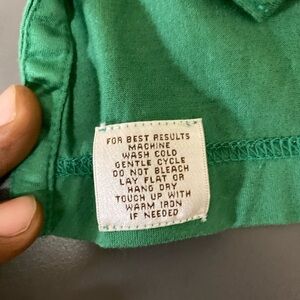 FOR BEST RESULTS
MACHINE
WASH COLD
GENTLE CYCLE
DO NOT BLEACH
LAY FLAT OR
HANG DRY
TOUCH UP WITH
WARM IRON
IF NEEDED